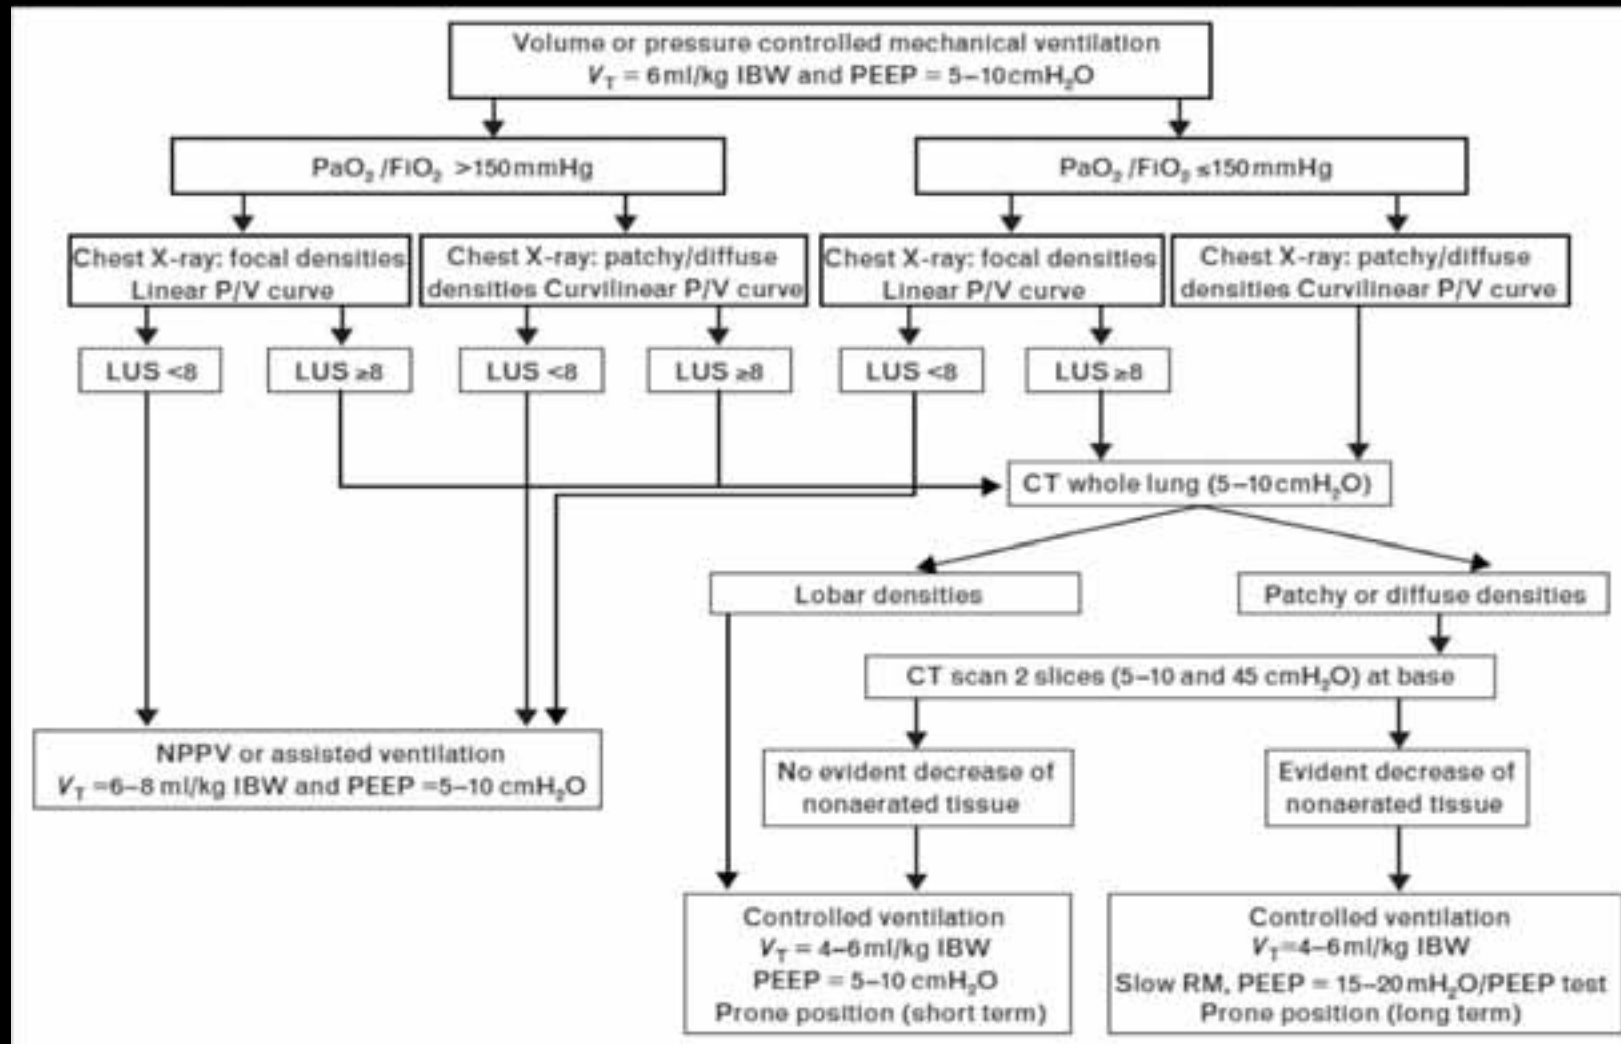 Volume or pressure controlled mechanical ventilation
V_T = 6 ml/kg IBW and PEEP = 5–10 cmH₂O
PaO₂ /FiO₂ >150 mmHg
PaO₂ /FiO₂ ≤150 mmHg
Chest X-ray: focal densities
Linear P/V curve
Chest X-ray: patchy/diffuse
densities Curvilinear P/V curve
Chest X-ray: focal densities
Linear P/V curve
Chest X-ray: patchy/diffuse
densities Curvilinear P/V curve
LUS <8
LUS ≥8
LUS <8
LUS ≥8
LUS <8
LUS ≥8
CT whole lung (5–10 cmH₂O)
Lobar densities
Patchy or diffuse densities
CT scan 2 slices (5–10 and 45 cmH₂O) at base
NPPV or assisted ventilation
V_T =6–8 ml/kg IBW and PEEP =5–10 cmH₂O
No evident decrease of
nonaerated tissue
Evident decrease of
nonaerated tissue
Controlled ventilation
V_T = 4–6 ml/kg IBW
PEEP = 5–10 cmH₂O
Prone position (short term)
Controlled ventilation
V_T=4–6 ml/kg IBW
Slow RM, PEEP = 15–20 mH₂O/PEEP test
Prone position (long term)